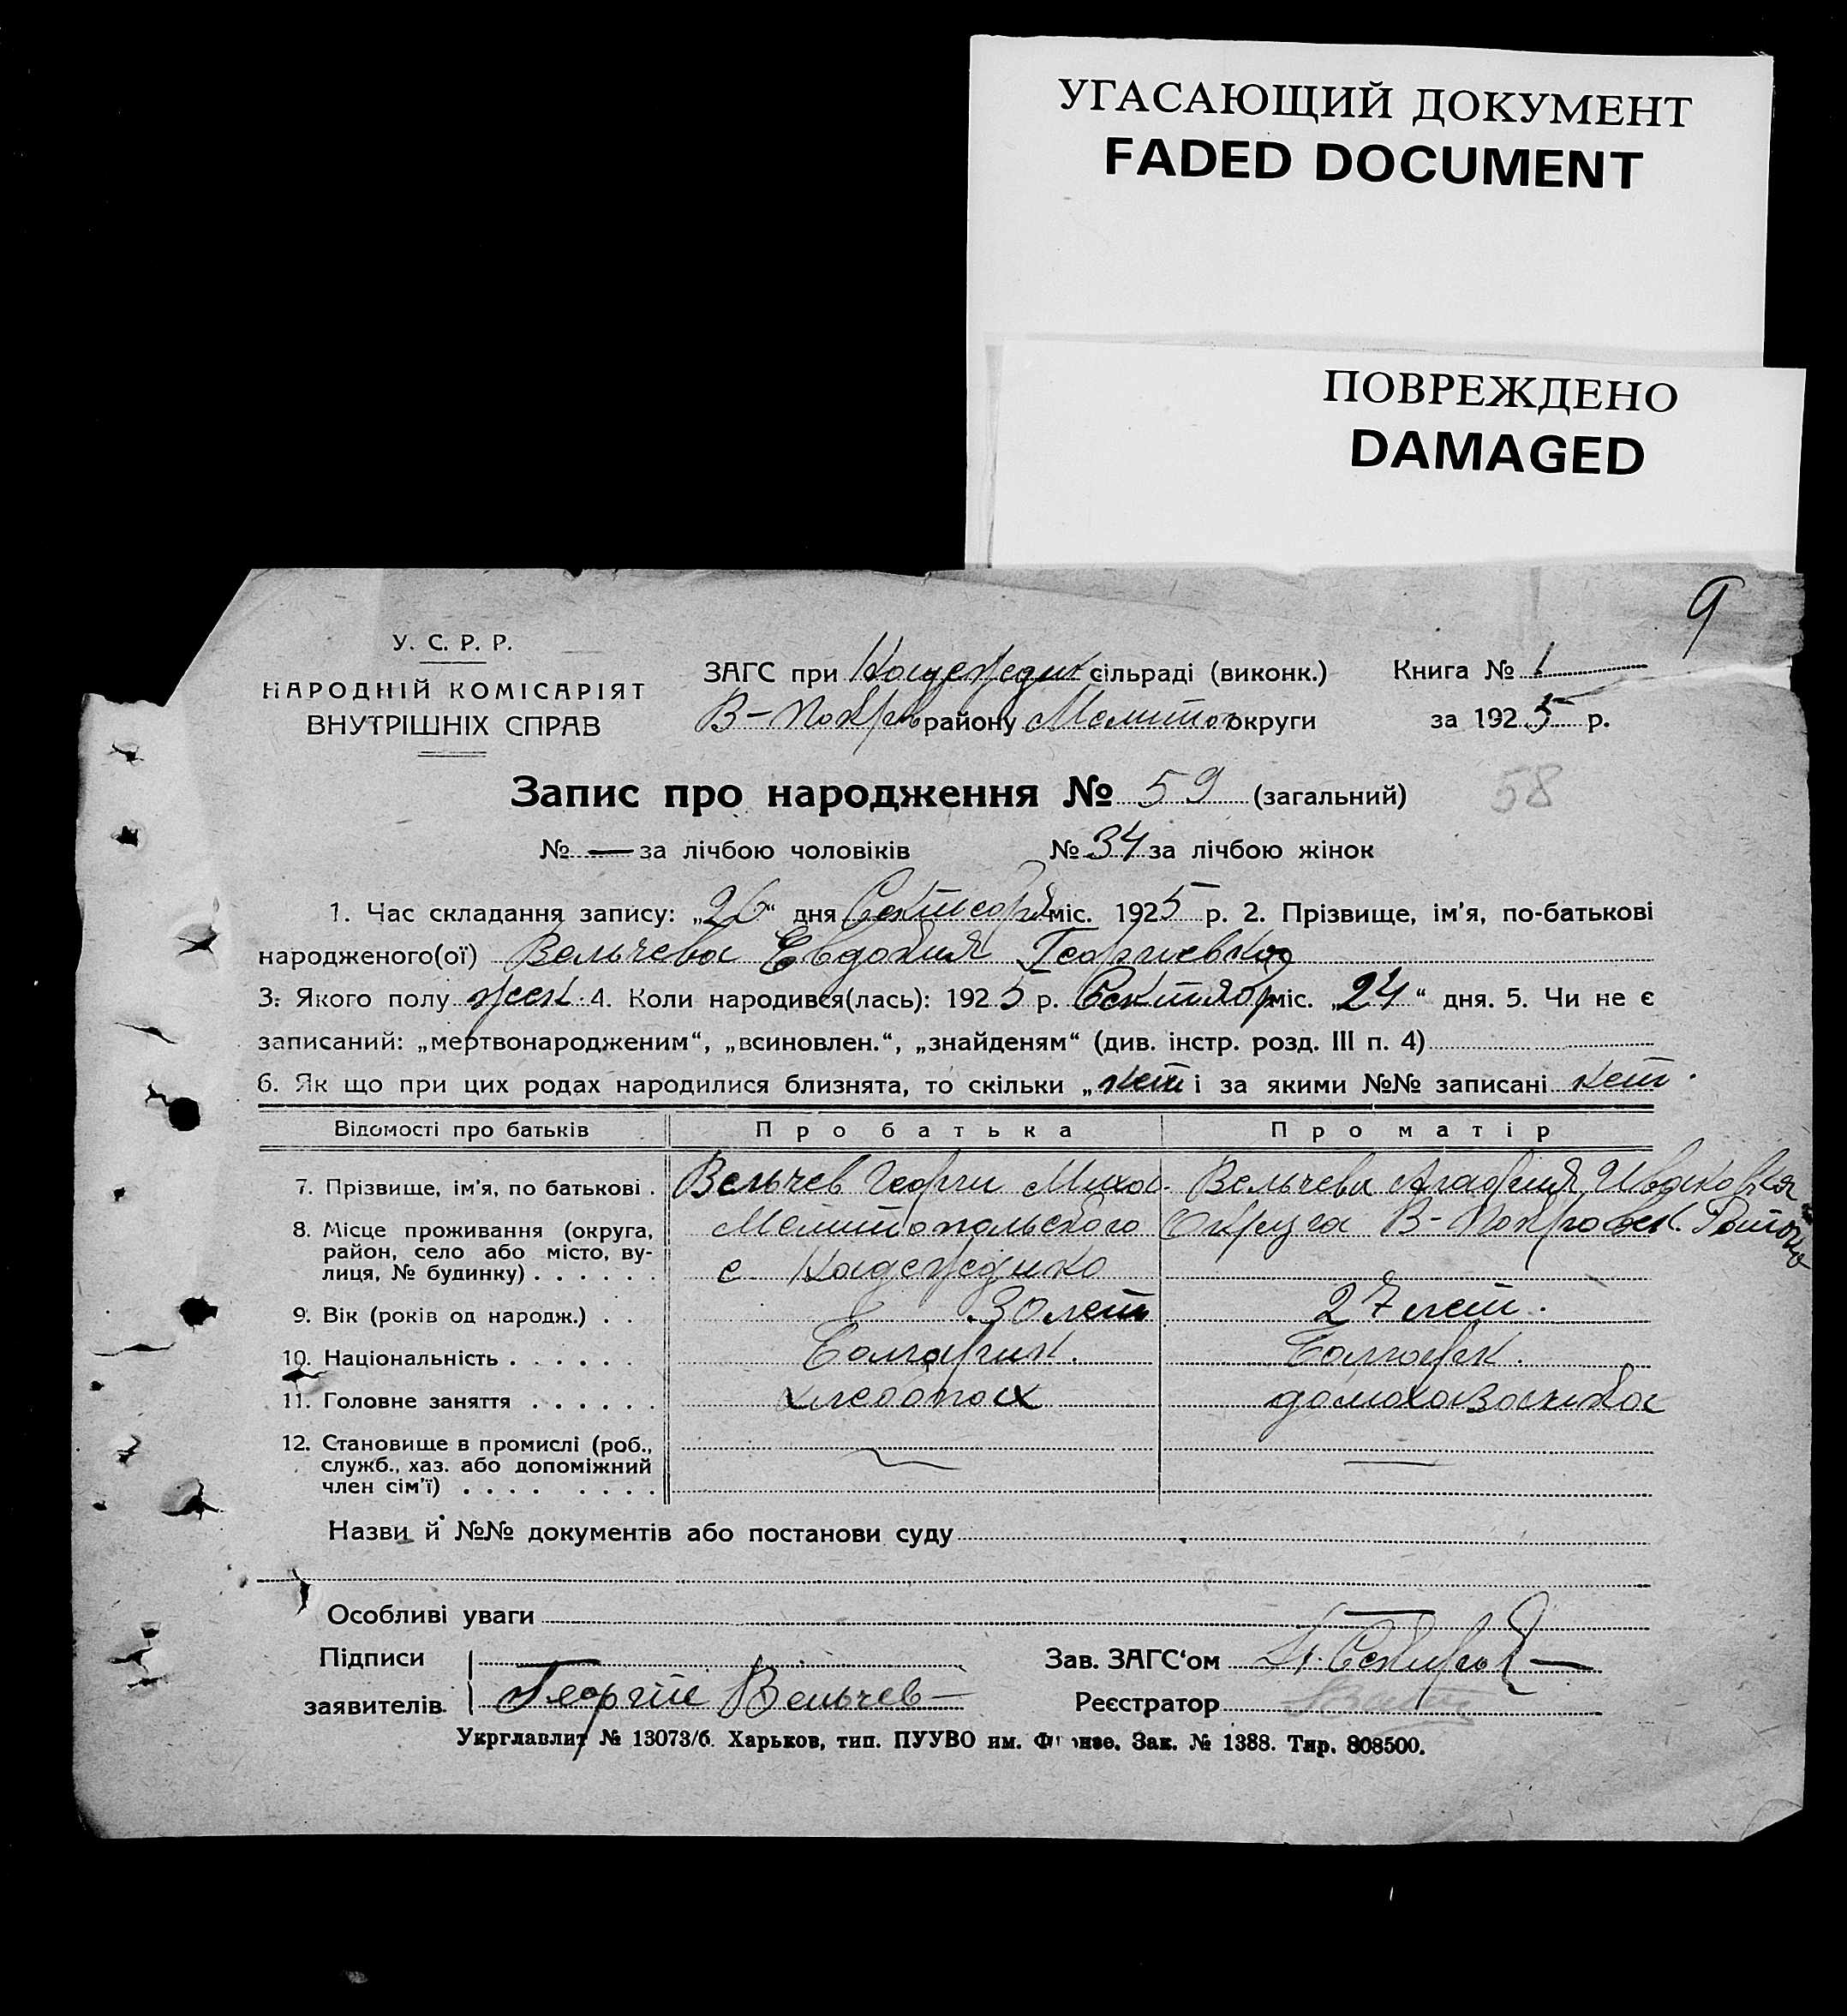 УГАСАЮЩИЙ ДОКУМЕНТ
FADED DOCUMENT
ПОВРЕЖДЕНО
DAMAGED
9
У. С. Р. Р.
НАРОДНІЙ КОМІСАРІЯТ
ВНУТРІШНІХ СПРАВ
ЗАГС при Надеждин сільраді (виконк.)
В-Покров району Мелитоп округи
Книга № 1
за 1925 р.
Запис про народження № 59 (загальний)
58
№ — за лічбою чоловіків № 34 за лічбою жінок
1. Час складання запису: „26“ дня міс. 1925 р. 2. Прізвище, ім'я, по-батькові
народженого(ої) Вельчева Евдокия Георгиевна
3. Якого полу жен. 4. Коли народився(лась): 1925 р. міс. „24“ дня. 5. Чи не є
записаний: „мертвонародженим“, „всиновлен.“, „знайденям“ (див. інстр. розд. III п. 4)
6. Як що при цих родах народилися близнята, то скільки „нет і за якими №№ записані нет.
Відомості про батьків Про батька Про матір
7. Прізвище, ім'я, по батькові . Вельчев Георги Миха- Вельчева Агафия Ивановна
8. Місце проживання (округа, Мелитопольского Округа В-Покровск. Района
район, село або місто, ву-
лиця, № будинку) . . . . . . с Надеждино
9. Вік (років од народж.) . . 30 лет 27 лет.
10. Національність . . . . . . Болгарин. Болгарк.
11. Головне заняття . . . . . . хлебопаш домохазяйка
12. Становище в промислі (роб.,
служб., хаз. або допоміжний
член сім'ї) . . . . . . . .
Назви й №№ документів або постанови суду
Особливі уваги
Підписи
заявителів. Георгие Вельчев
Зав. ЗАГС‘ом
Реєстратор
Укрглавлит № 13073/б. Харьков, тип. ПУУВО им. Фрунзе. Зак. № 1388. Тир. 808500.